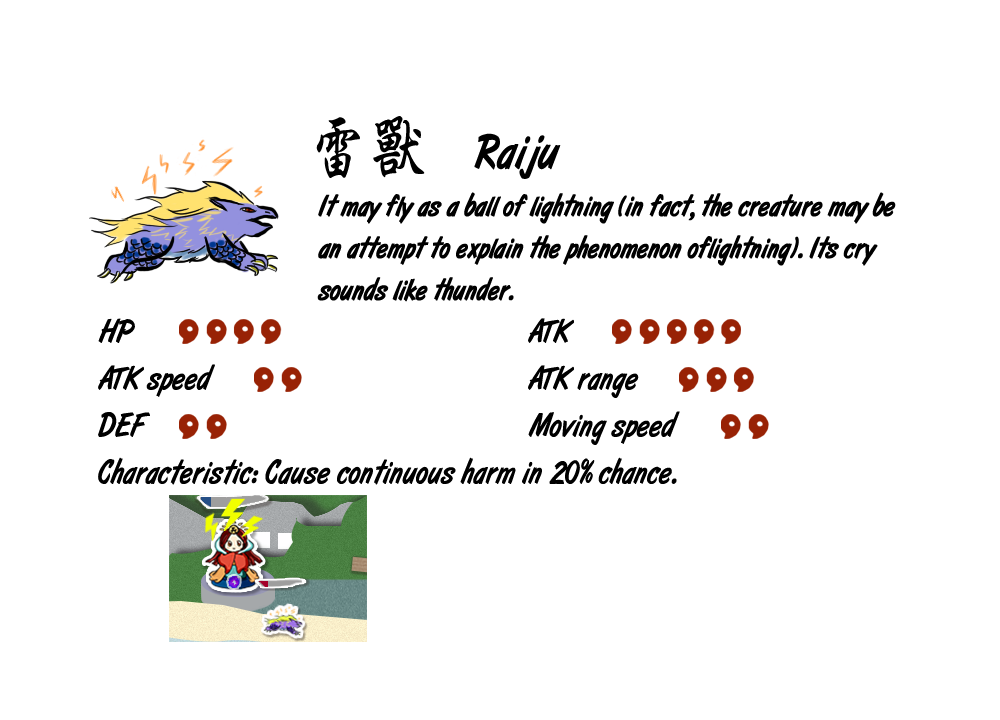 雷獸 Raiju
It may fly as a ball of lightning (in fact, the creature may be
an attempt to explain the phenomenon oflightning). Its cry
sounds like thunder.
HP ATK
ATK speed ATK range
DEF Moving speed
Characteristic: Cause continuous harm in 20% chance.